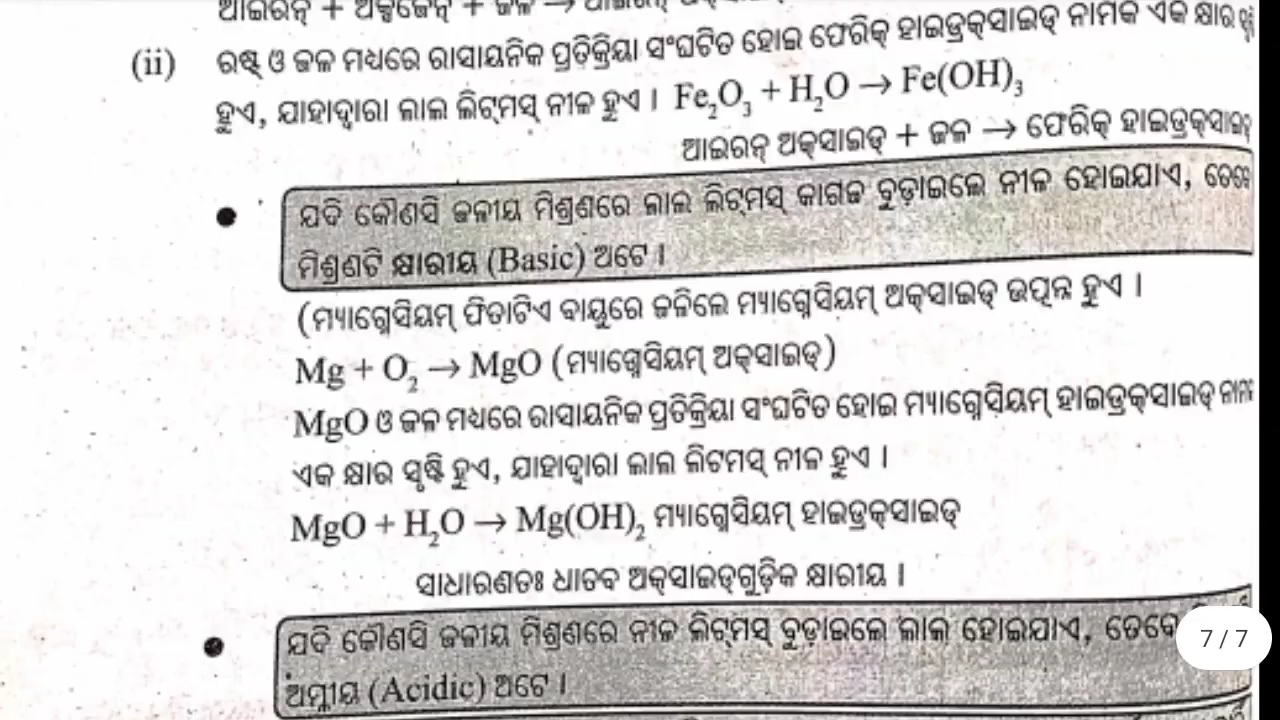 ଆଇରନ୍ + ଅକ୍ସିଜେନ୍ + ଜଳ →
(ii) ରଷ୍ଟ ଓ ଜଳ ମଧ୍ୟରେ ରାସାୟନିକ ପ୍ରତିକ୍ରିୟା ସଂଘଟିତ ହୋଇ ଫେରିକ୍ ହାଇଡ୍ରକ୍‌ସାଇଡ୍ ନାମକ ଏକ କ୍ଷାର
ହୁଏ, ଯାହାଦ୍ୱାରା ଲାଲ ଲିଟ୍‌ମସ୍ ନୀଳ ହୁଏ । Fe₂O₃ + H₂O → Fe(OH)₃
ଆଇରନ୍ ଅକ୍‌ସାଇଡ୍ + ଜଳ → ଫେରିକ୍
● ଯଦି କୌଣସି ଜଳୀୟ ମିଶ୍ରଣରେ ଲାଲ ଲିଟ୍‌ମସ୍ କାଗଜ ବୁଡ଼ାଇଲେ ନୀଳ ହୋଇଯାଏ,
ମିଶ୍ରଣଟି କ୍ଷାରୀୟ (Basic) ଅଟେ ।
(ମ୍ୟାଗ୍ନେସିୟମ୍ ଫିତାଟିଏ ବାୟୁରେ ଜଳିଲେ ମ୍ୟାଗ୍ନେସିୟମ୍ ଅକ୍‌ସାଇଡ୍ ଉତ୍ପନ୍ନ ହୁଏ ।
Mg + O₂ → MgO (ମ୍ୟାଗ୍ନେସିୟମ୍ ଅକ୍‌ସାଇଡ୍)
MgO ଓ ଜଳ ମଧ୍ୟରେ ରାସାୟନିକ ପ୍ରତିକ୍ରିୟା ସଂଘଟିତ ହୋଇ ମ୍ୟାଗ୍ନେସିୟମ୍ ହାଇଡ୍ରକ୍‌ସାଇଡ୍
ଏକ କ୍ଷାର ସୃଷ୍ଟି ହୁଏ, ଯାହାଦ୍ୱାରା ଲାଲ ଲିଟମସ୍ ନୀଳ ହୁଏ ।
MgO + H₂O → Mg(OH)₂ ମ୍ୟାଗ୍ନେସିୟମ୍ ହାଇଡ୍ରକ୍‌ସାଇଡ୍
ସାଧାରଣତଃ ଧାତବ ଅକ୍‌ସାଇଡ୍‌ଗୁଡ଼ିକ କ୍ଷାରୀୟ ।
● ଯଦି କୌଣସି ଜଳୀୟ ମିଶ୍ରଣରେ ନୀଳ ଲିଟ୍‌ମସ୍ ବୁଡ଼ାଇଲେ ଲାଲ ହୋଇଯାଏ, ତେବେ
7 / 7
ଅମ୍ଳୀୟ (Acidic) ଅଟେ ।